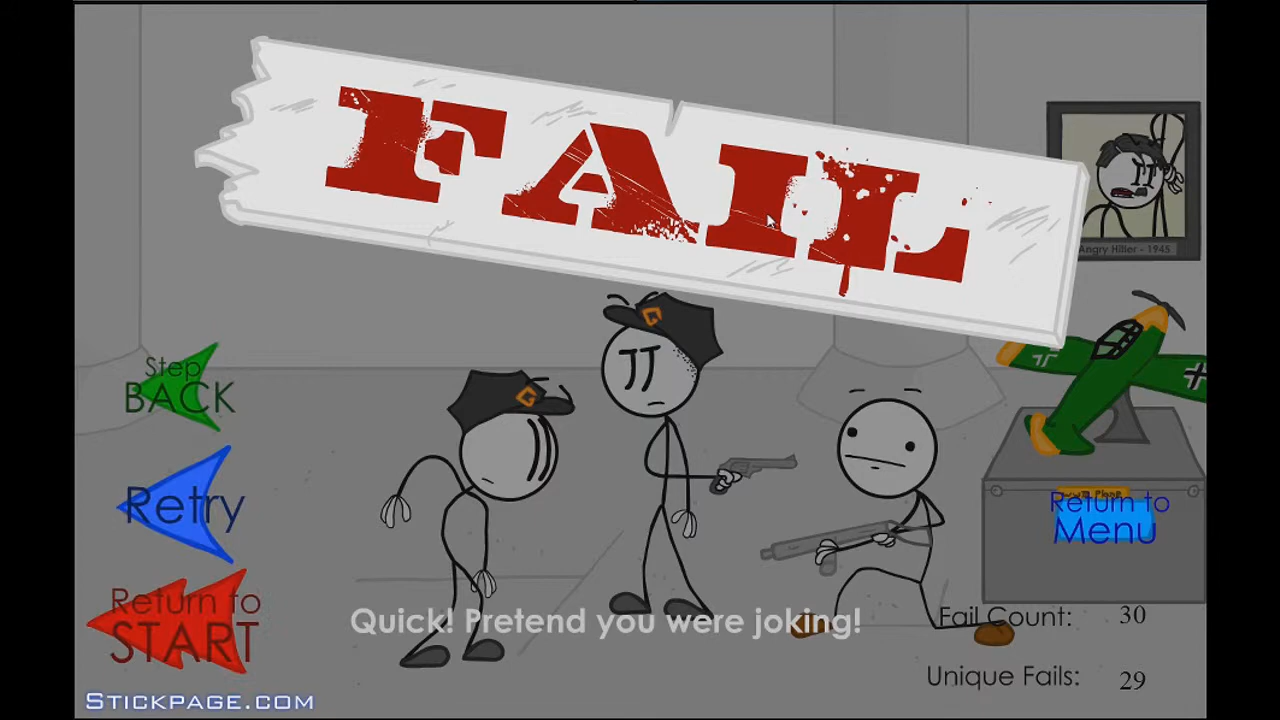 FAIL
Angry Hitler - 1945
G
G
Step
BACK
Retry
Return to
Menu
Return to
START
Quick! Pretend you were joking!
Fail Count: 30
Unique Fails: 29
STICKPAGE.COM